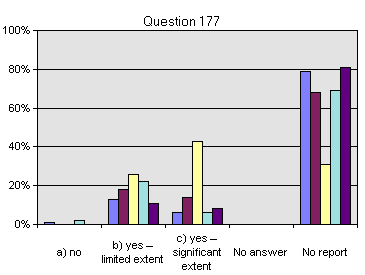 Question 177
100%
80%
60%
40%
20%
0%
a) no
b) yes –
limited extent
c) yes –
significant
extent
No answer
No report